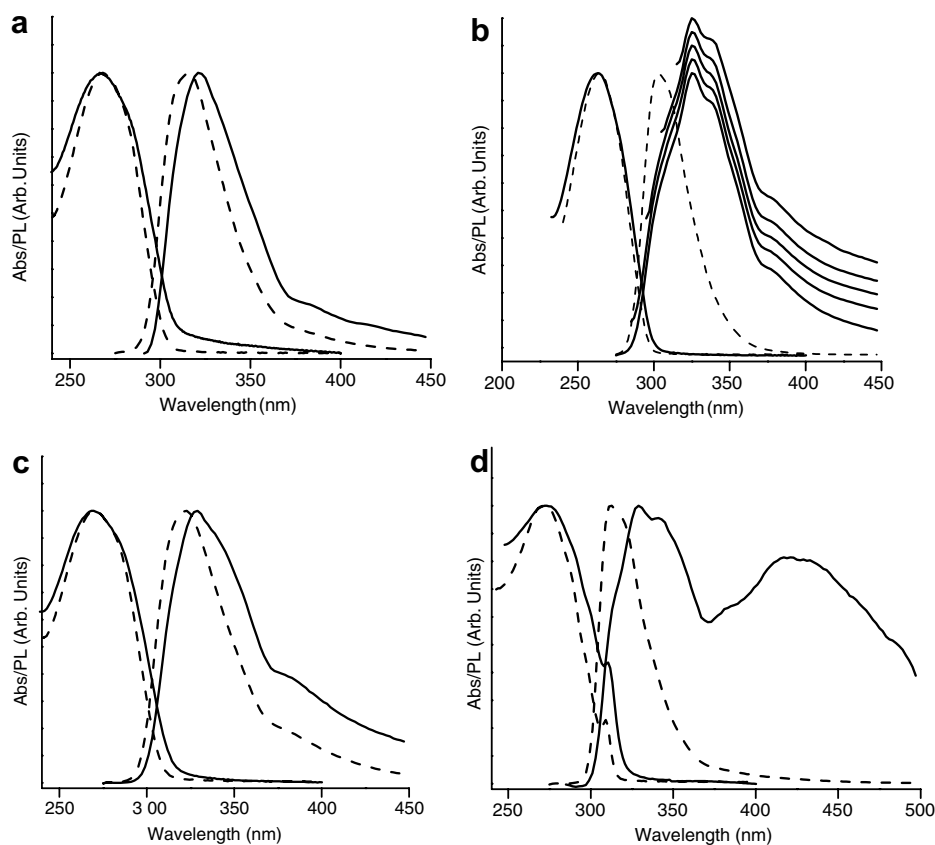 a
Abs/PL (Arb. Units)
250 300 350 400 450
Wavelength (nm)
b
Abs/PL (Arb. Units)
200 250 300 350 400 450
Wavelength (nm)
c
Abs/PL (Arb. Units)
250 300 350 400 450
Wavelength (nm)
d
Abs/PL (Arb. Units)
250 300 350 400 450 500
Wavelength (nm)